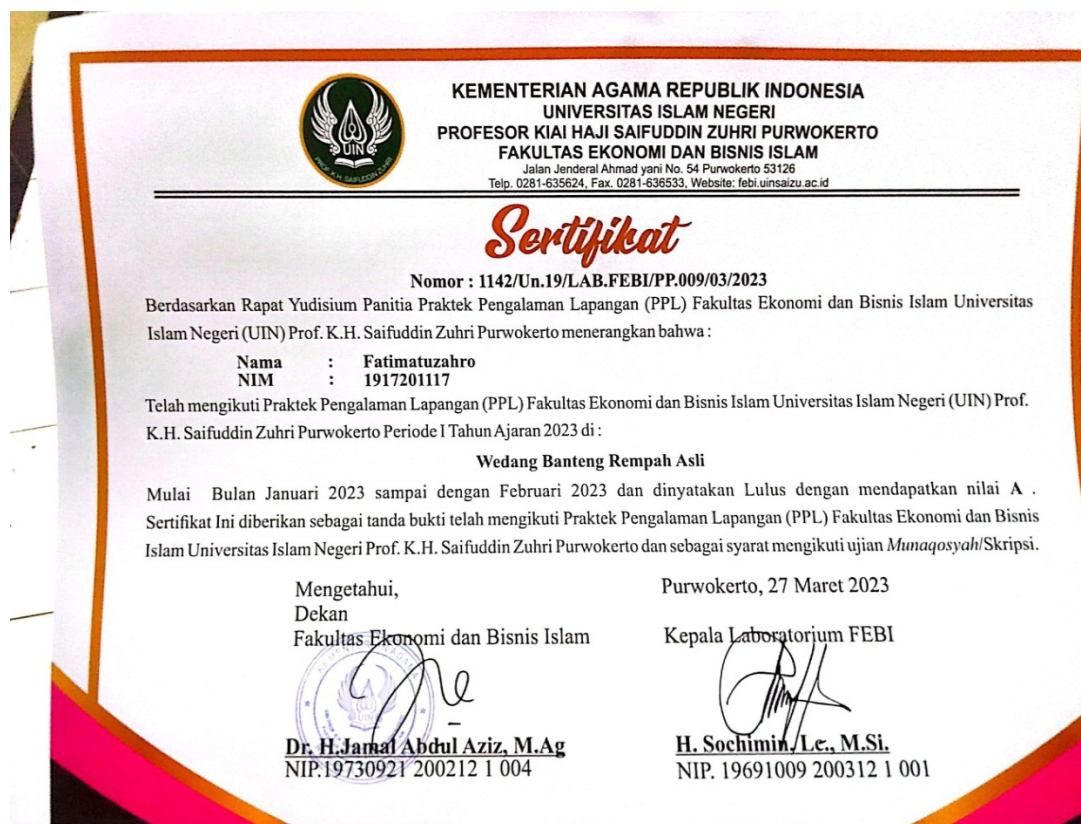 KEMENTERIAN AGAMA REPUBLIK INDONESIA
UNIVERSITAS ISLAM NEGERI
PROFESOR KIAI HAJI SAIFUDDIN ZUHRI PURWOKERTO
FAKULTAS EKONOMI DAN BISNIS ISLAM
Jalan Jenderal Ahmad yani No. 54 Purwokerto 53126
Telp. 0281-635624, Fax. 0281-636533, Website: febi.uinsaizu.ac.id
UIN
PROF. K.H. SAIFUDDIN ZUHRI
Sertifikat
Nomor : 1142/Un.19/LAB.FEBI/PP.009/03/2023
Berdasarkan Rapat Yudisium Panitia Praktek Pengalaman Lapangan (PPL) Fakultas Ekonomi dan Bisnis Islam Universitas
Islam Negeri (UIN) Prof. K.H. Saifuddin Zuhri Purwokerto menerangkan bahwa :
Nama : Fatimatuzahro
NIM : 1917201117
Telah mengikuti Praktek Pengalaman Lapangan (PPL) Fakultas Ekonomi dan Bisnis Islam Universitas Islam Negeri (UIN) Prof.
K.H. Saifuddin Zuhri Purwokerto Periode I Tahun Ajaran 2023 di :
Wedang Banteng Rempah Asli
Mulai Bulan Januari 2023 sampai dengan Februari 2023 dan dinyatakan Lulus dengan mendapatkan nilai A .
Sertifikat Ini diberikan sebagai tanda bukti telah mengikuti Praktek Pengalaman Lapangan (PPL) Fakultas Ekonomi dan Bisnis
Islam Universitas Islam Negeri Prof. K.H. Saifuddin Zuhri Purwokerto dan sebagai syarat mengikuti ujian Munaqosyah/Skripsi.
Mengetahui,
Dekan
Fakultas Ekonomi dan Bisnis Islam
Dr. H.Jamal Abdul Aziz, M.Ag
NIP.19730921 200212 1 004
Purwokerto, 27 Maret 2023
Kepala Laboratorium FEBI
H. Sochimin, Lc., M.Si.
NIP. 19691009 200312 1 001